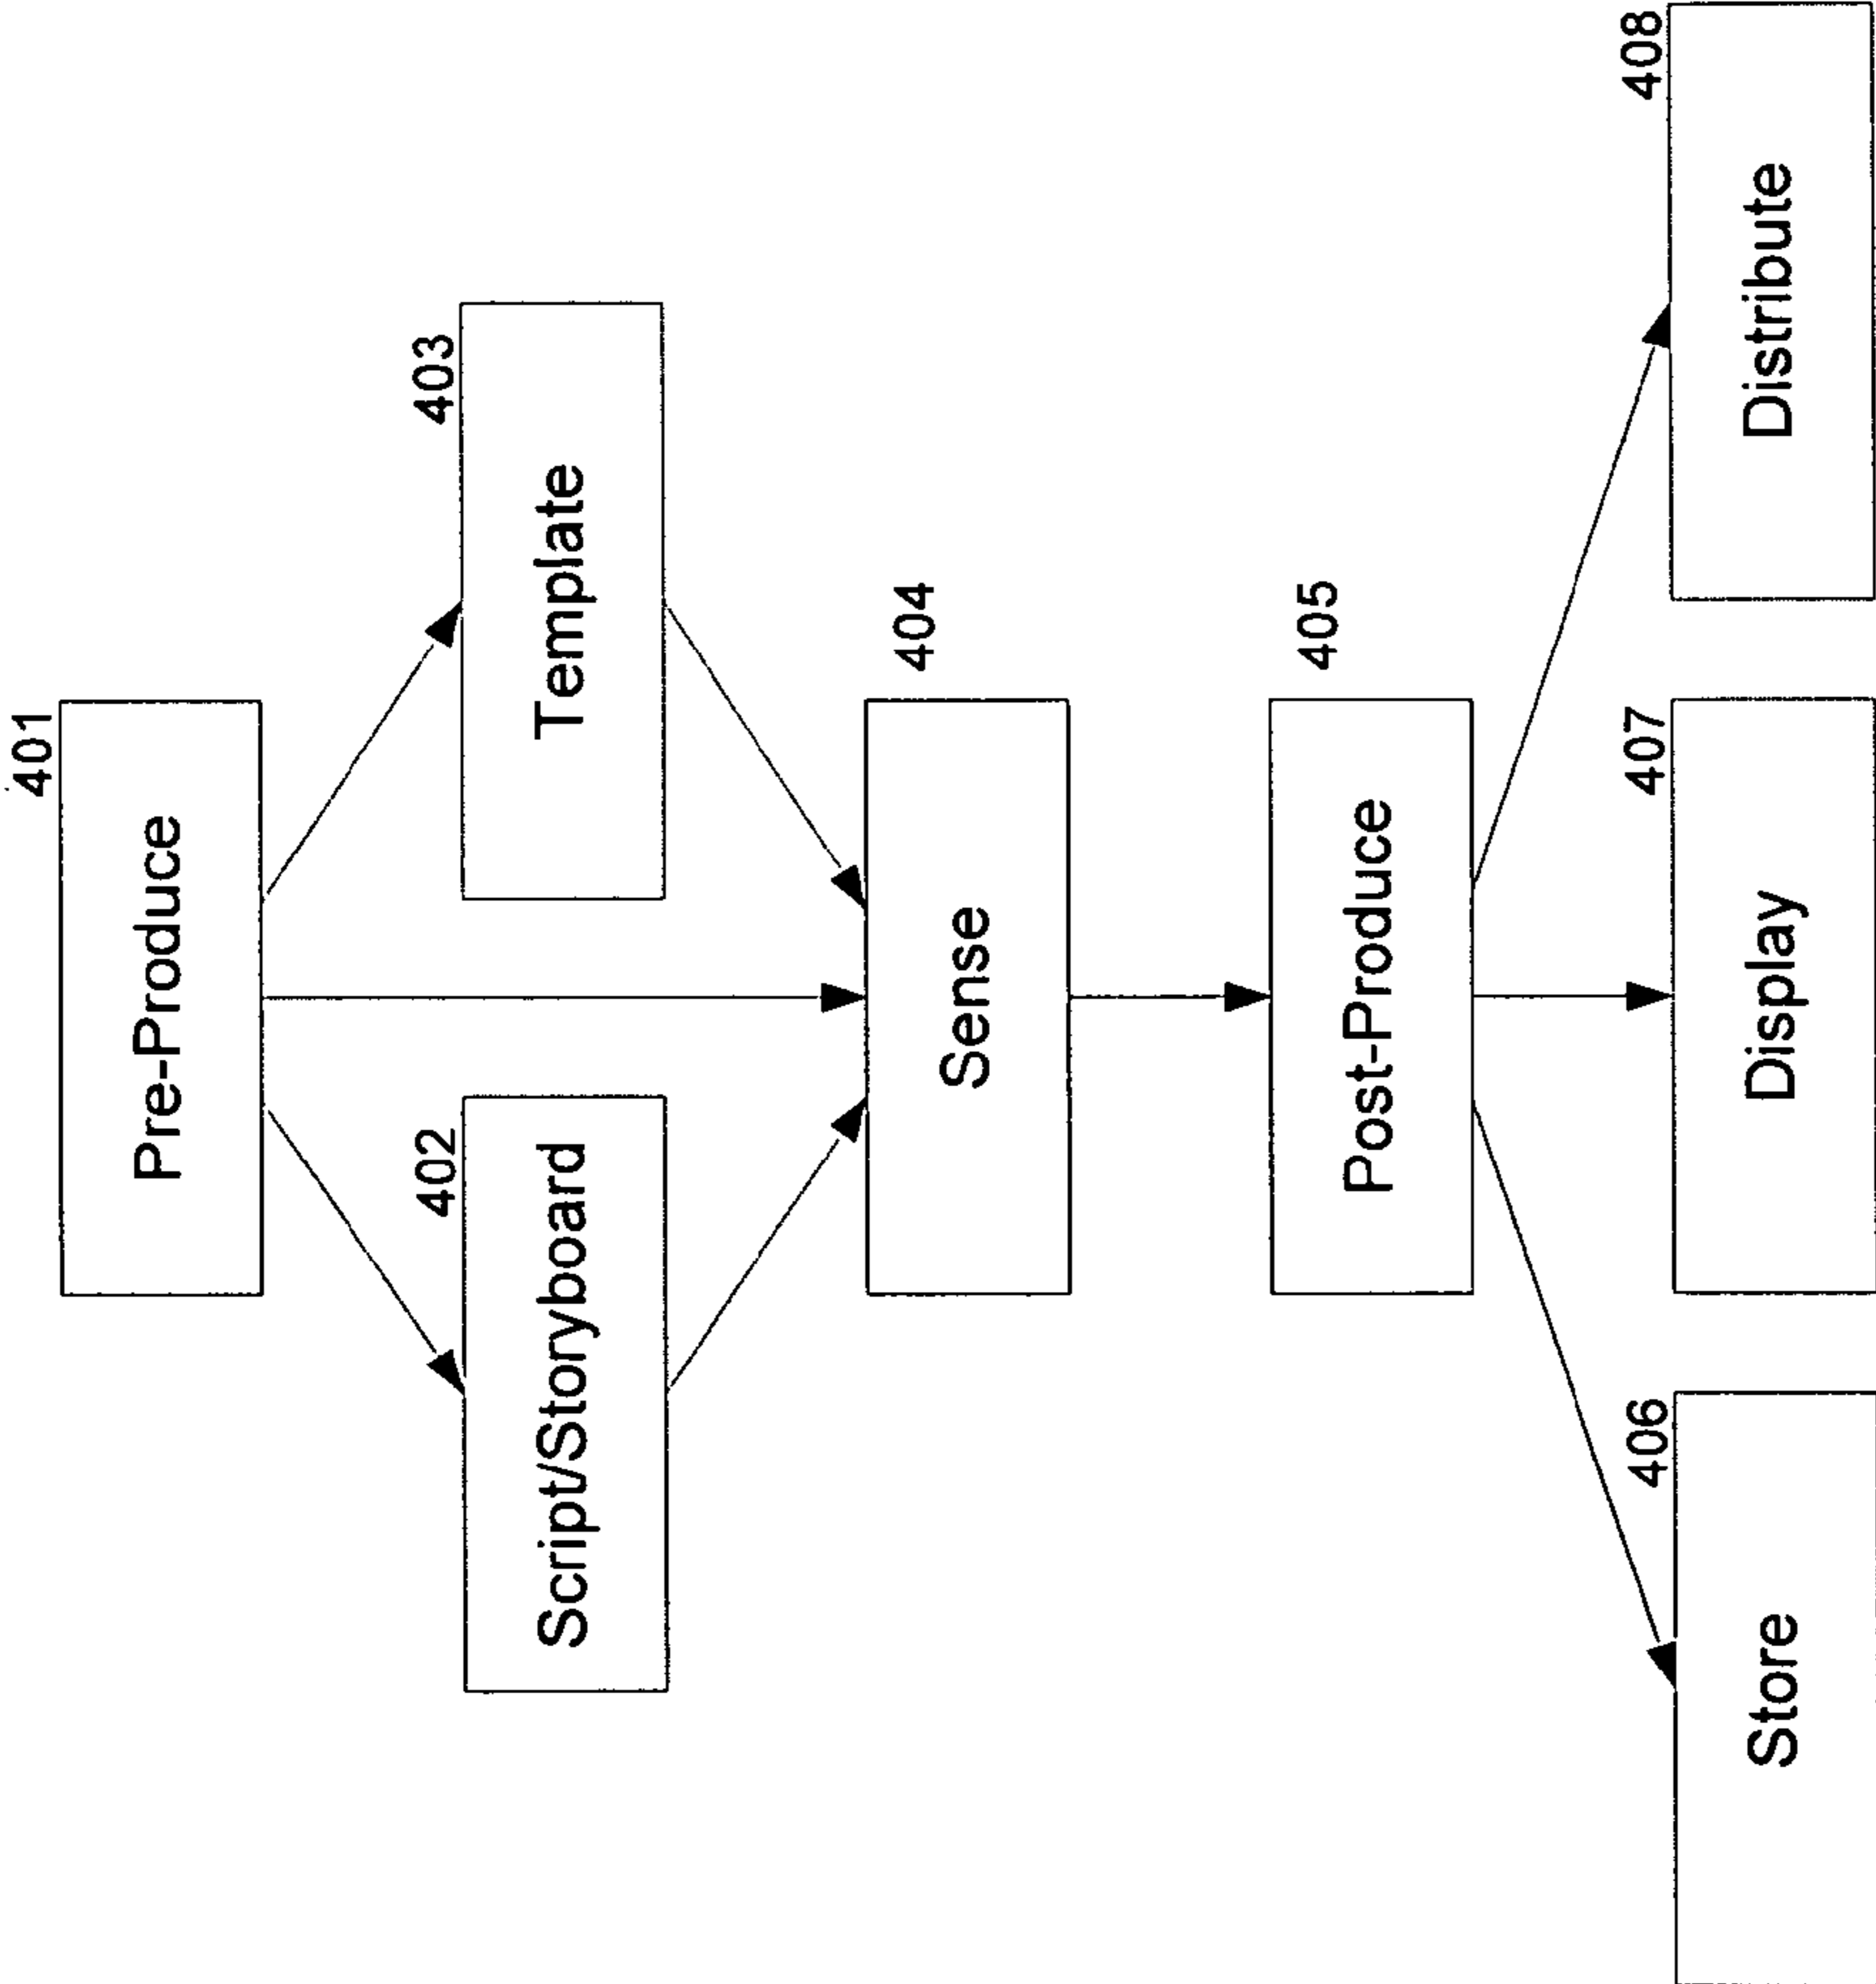 401
Pre-Produce
402
Script/Storyboard
403
Template
404
Sense
405
Post-Produce
406
Store
407
Display
408
Distribute